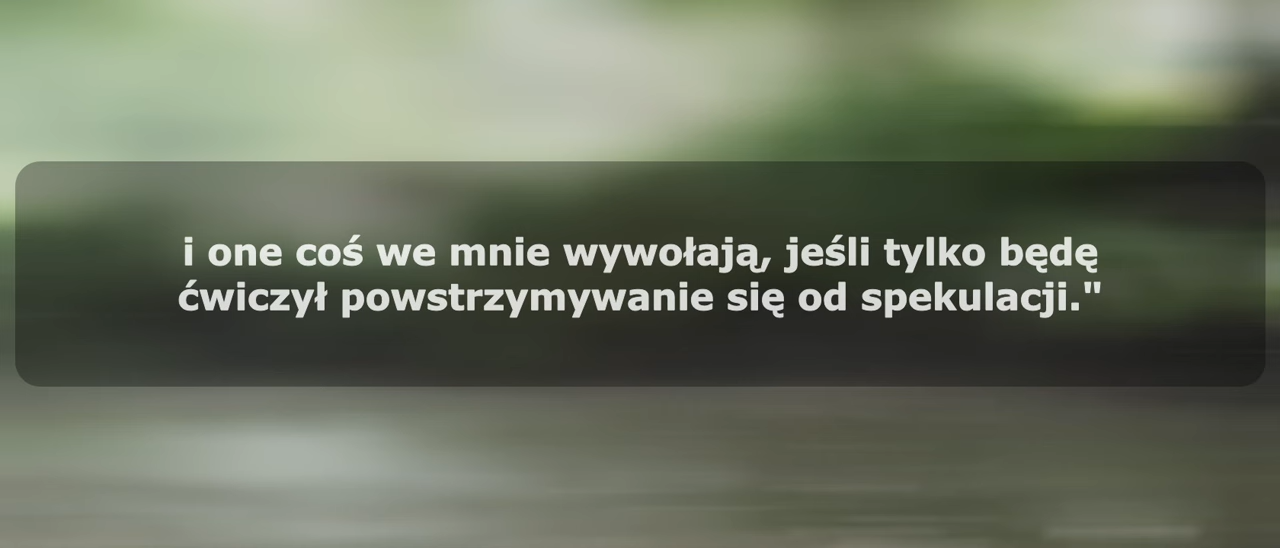 i one coś we mnie wywołają, jeśli tylko będę
ćwiczył powstrzymywanie się od spekulacji."